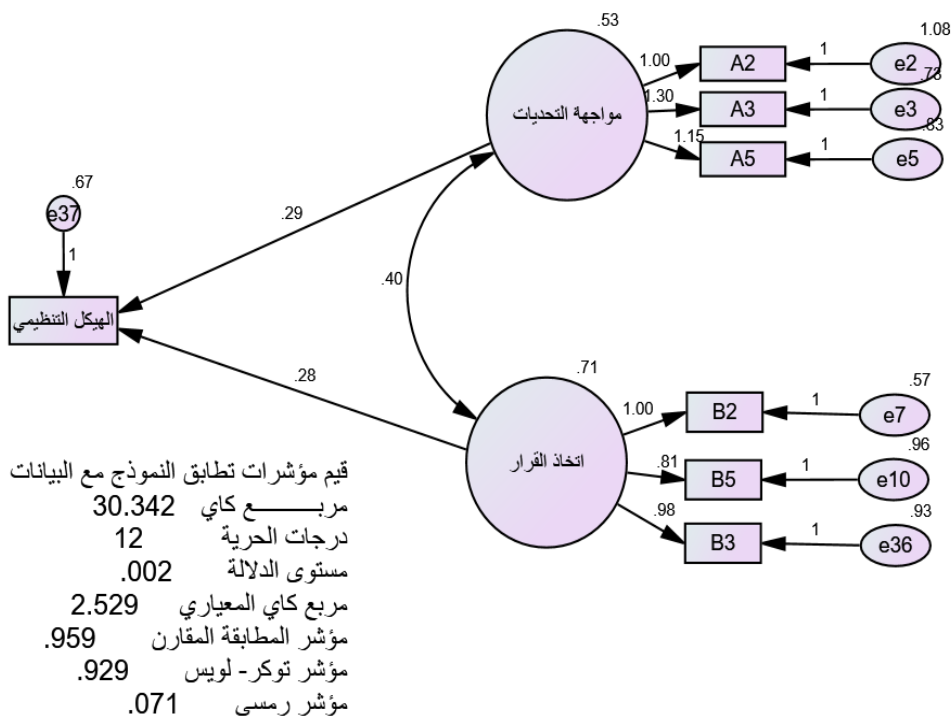 .53
1.08
1.00
A2
1
e2
مواجهة التحديات
1.30
A3
1
.73
e3
1.15
A5
1
.83
e5
.67
e37
1
.29
.40
الهيكل التنظيمي
.28
.71
.57
1.00
B2
1
e7
اتخاذ القرار
.81
B5
1
.96
e10
.98
B3
1
.93
e36
قيم مؤشرات تطابق النموذج مع البيانات
مربـــــــــع كاي 30.342
درجات الحرية 12
مستوى الدلالة .002
مربع كاي المعياري 2.529
مؤشر المطابقة المقارن .959
مؤشر توكر- لويس .929
مؤشر رمسي .071